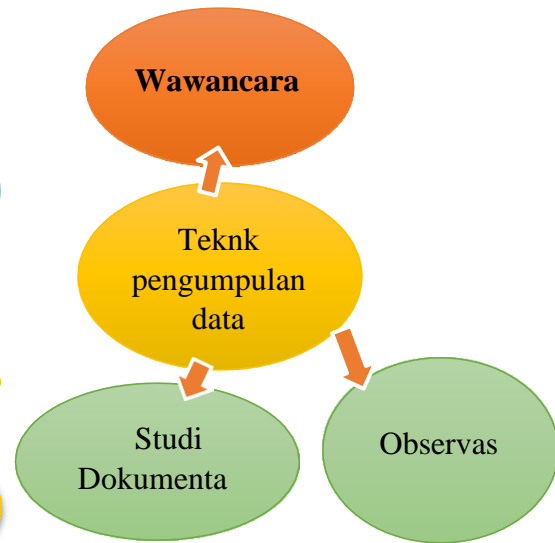 Wawancara
Teknk
pengumpulan
data
Studi
Dokumenta
Observas